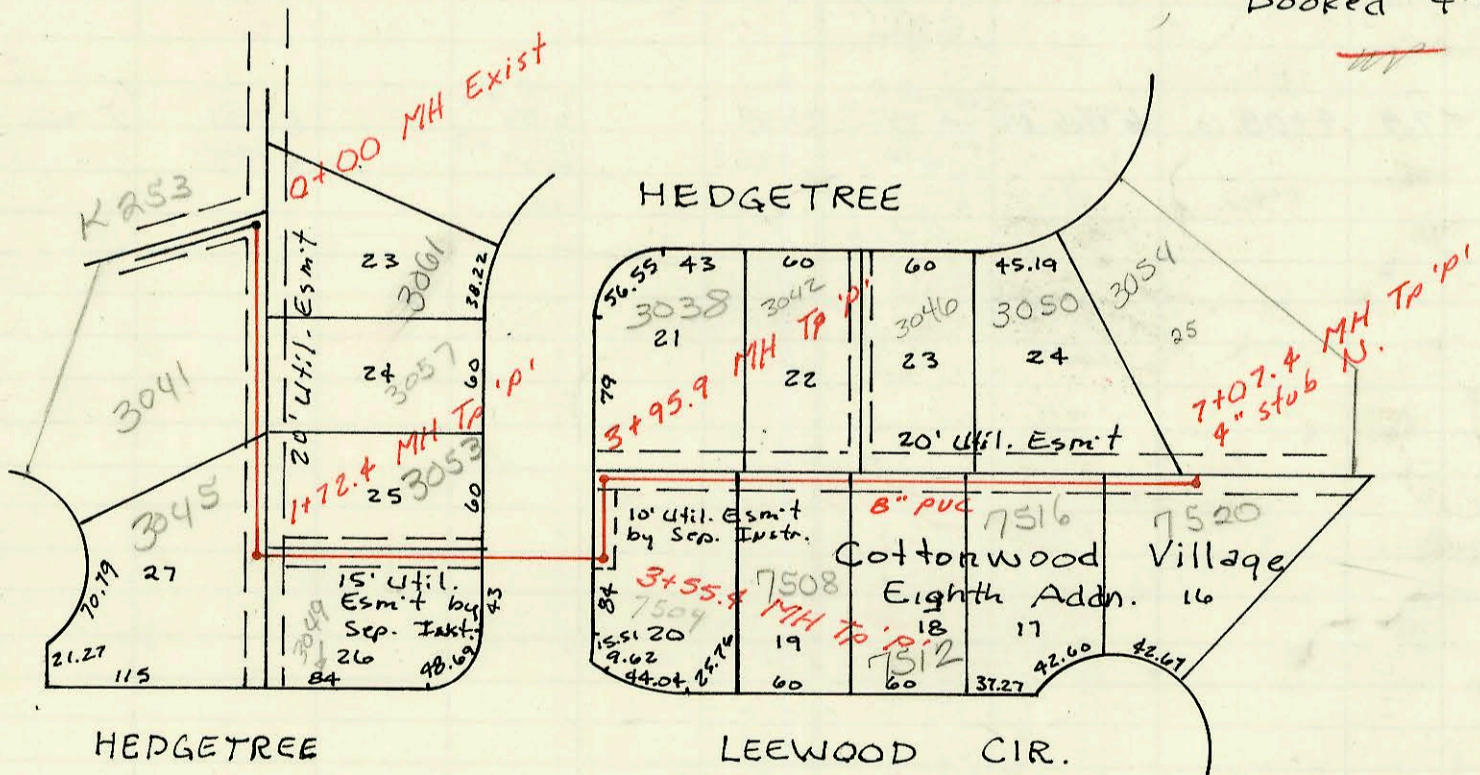 Booked
0+00 MH Exist
K 253
20' Util. Esm't
23
3061
38.22
3041
24
3057
60
1+72.4 MH Tp 'p'
25
3053
60
3045
27
70.79
21.27
115
15' Util.
Esm't by
Sep. Inst.
3049
26
84
48.69
43
HEDGETREE
HEDGETREE
56.55
43
60
60
45.19
3038
21
79
3042
22
3046
23
3050
24
3054
25
3+95.9 MH Tp 'p'
20' Util. Esm't
7+07.4 MH Tp 'p'
4" stub N.
8" PVC
10' Util. Esm't
by Sep. Instr.
3+55.4 MH Tp 'p'
84
7504
15.51
20
9.62
44.04
25.76
7508
19
60
7512
18
60
7516
17
37.27
42.60
7520
16
42.67
Cottonwood Village
Eighth Addn.
LEEWOOD CIR.